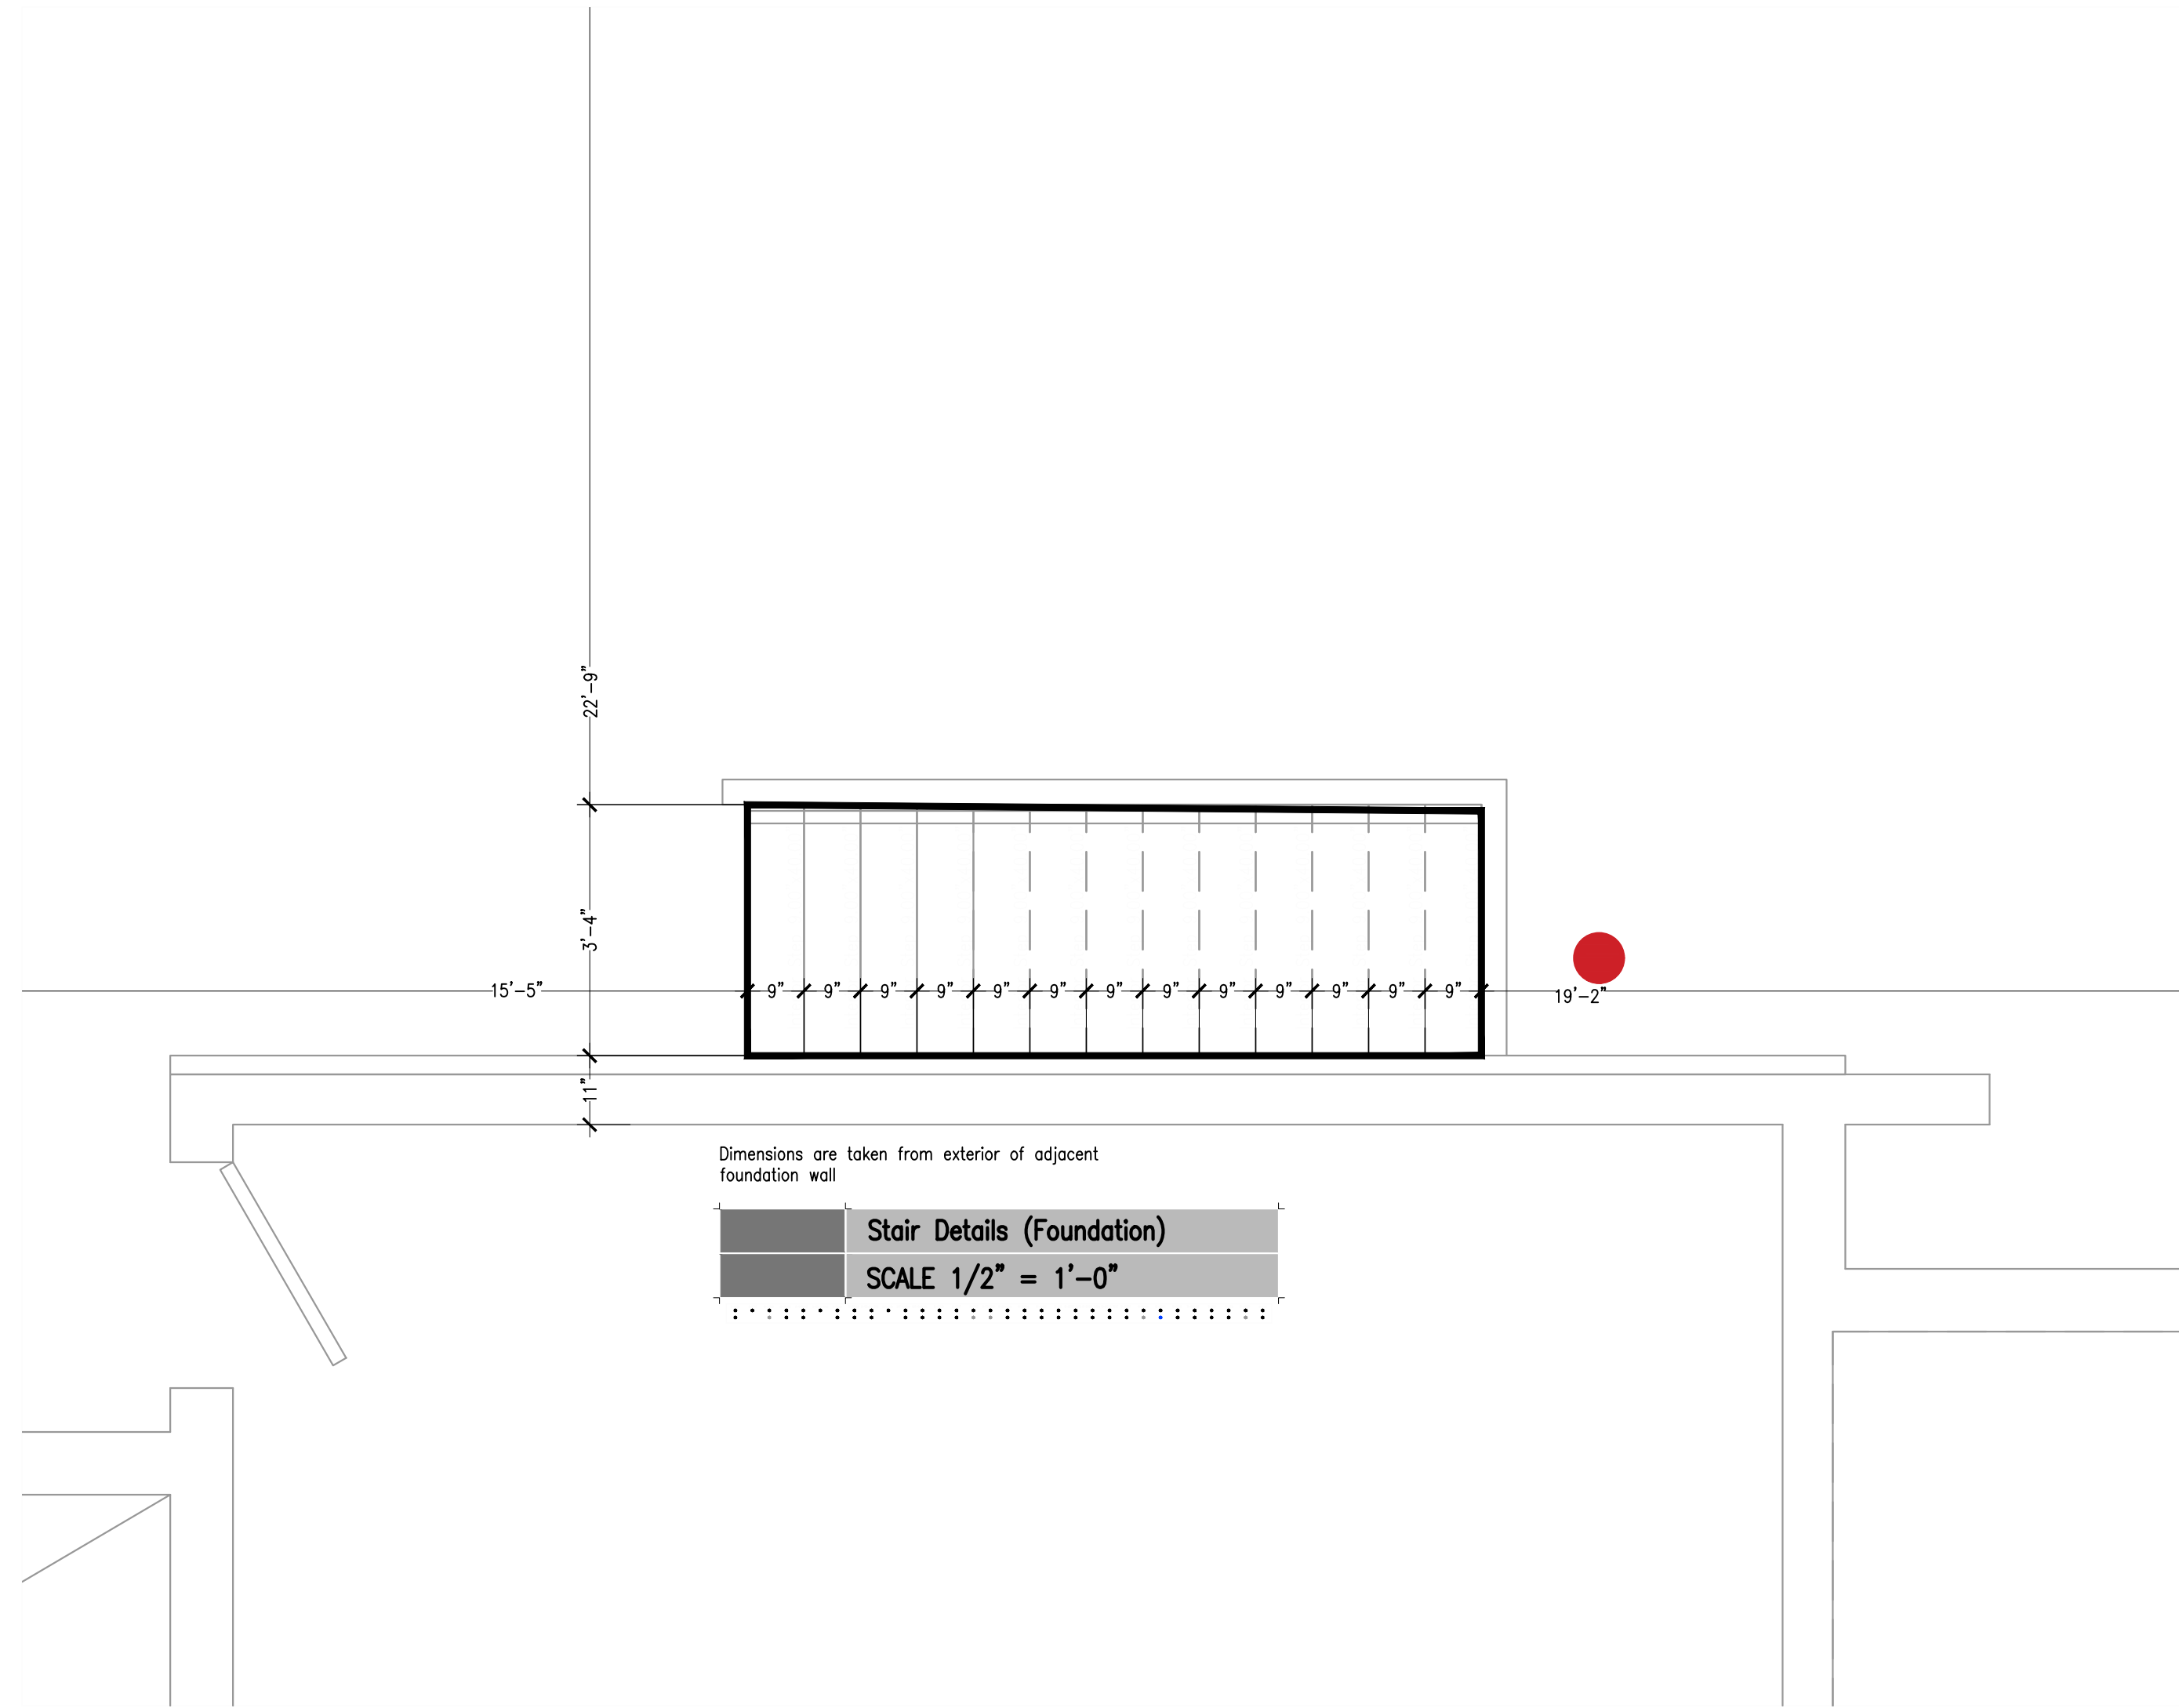 22'-9"
3'-4"
15'-5"
9" 9" 9" 9" 9" 9" 9" 9" 9" 9" 9" 9" 9"
19'-2"
11"
Dimensions are taken from exterior of adjacent
foundation wall
Stair Details (Foundation)
SCALE 1/2" = 1'-0"